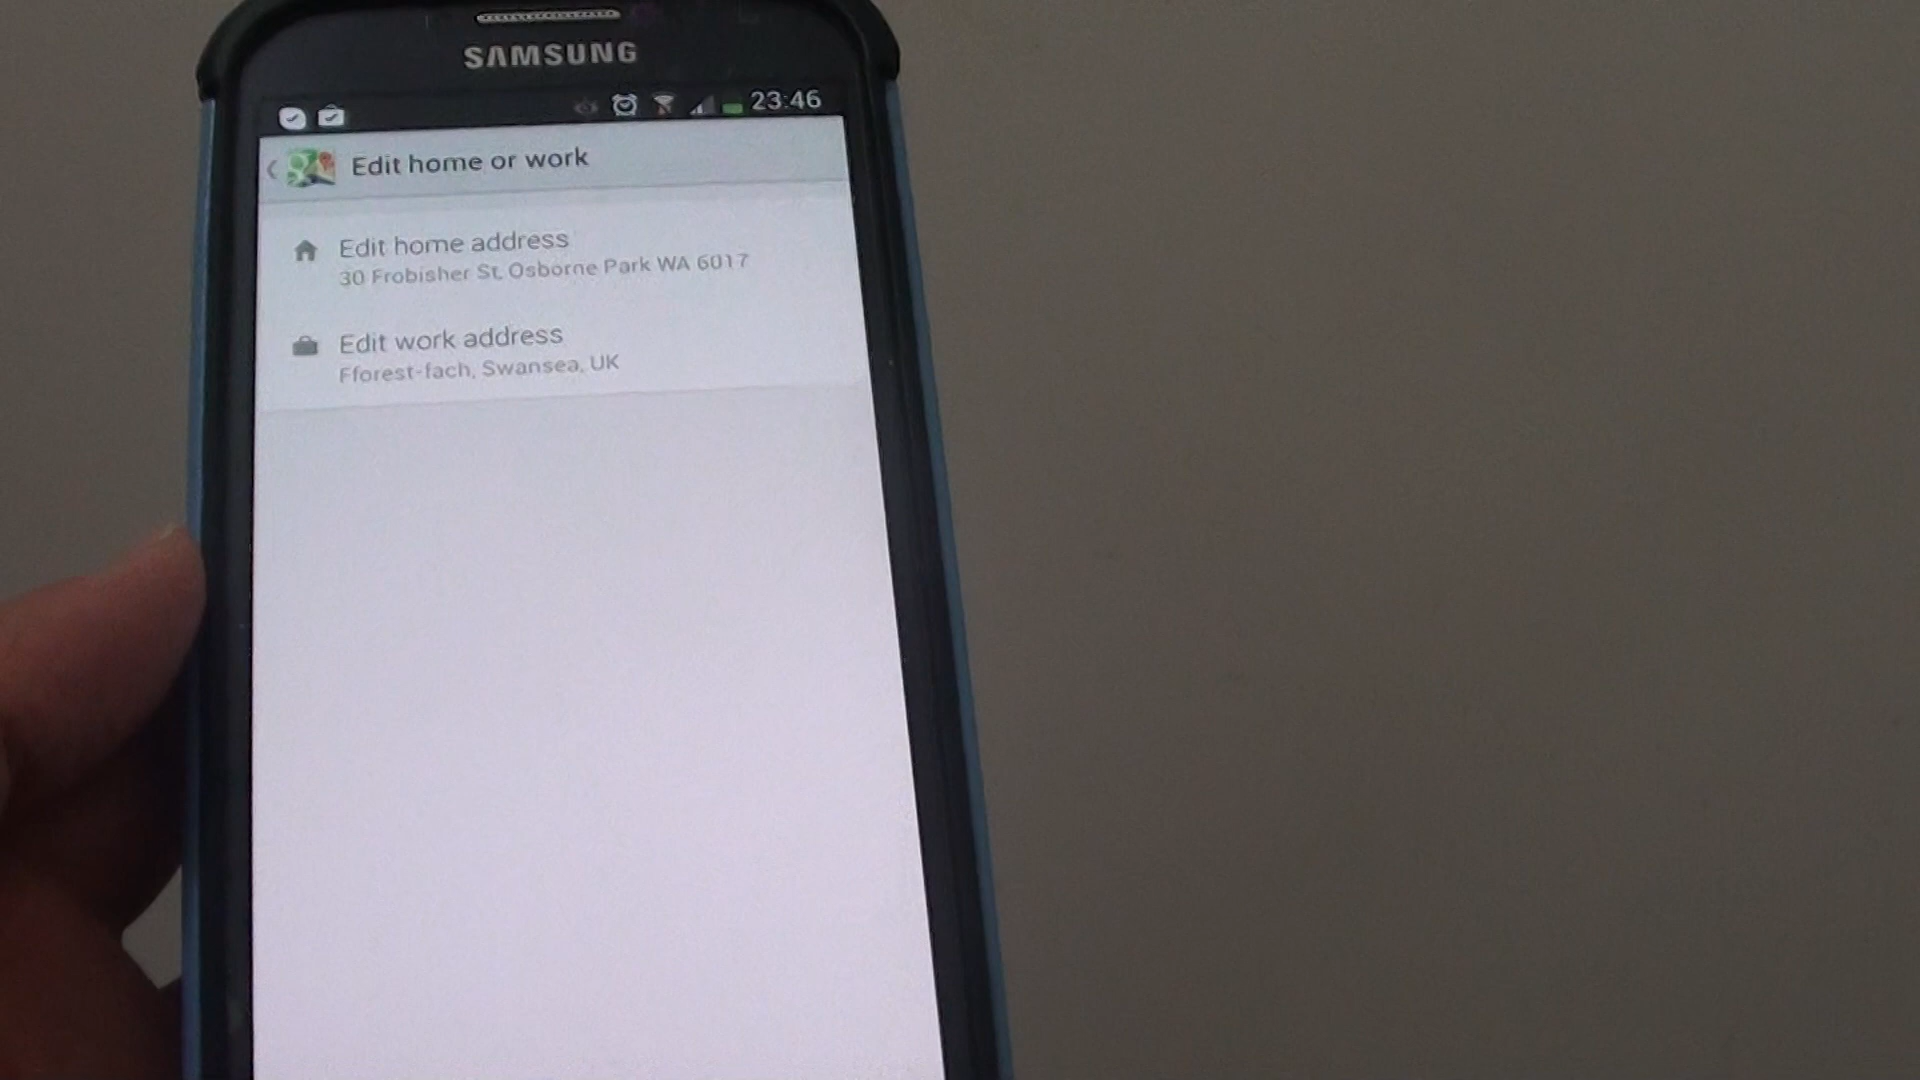 SAMSUNG
23:46
Edit home or work
Edit home address
30 Frobisher St, Osborne Park WA 6017
Edit work address
Fforest-fach, Swansea, UK